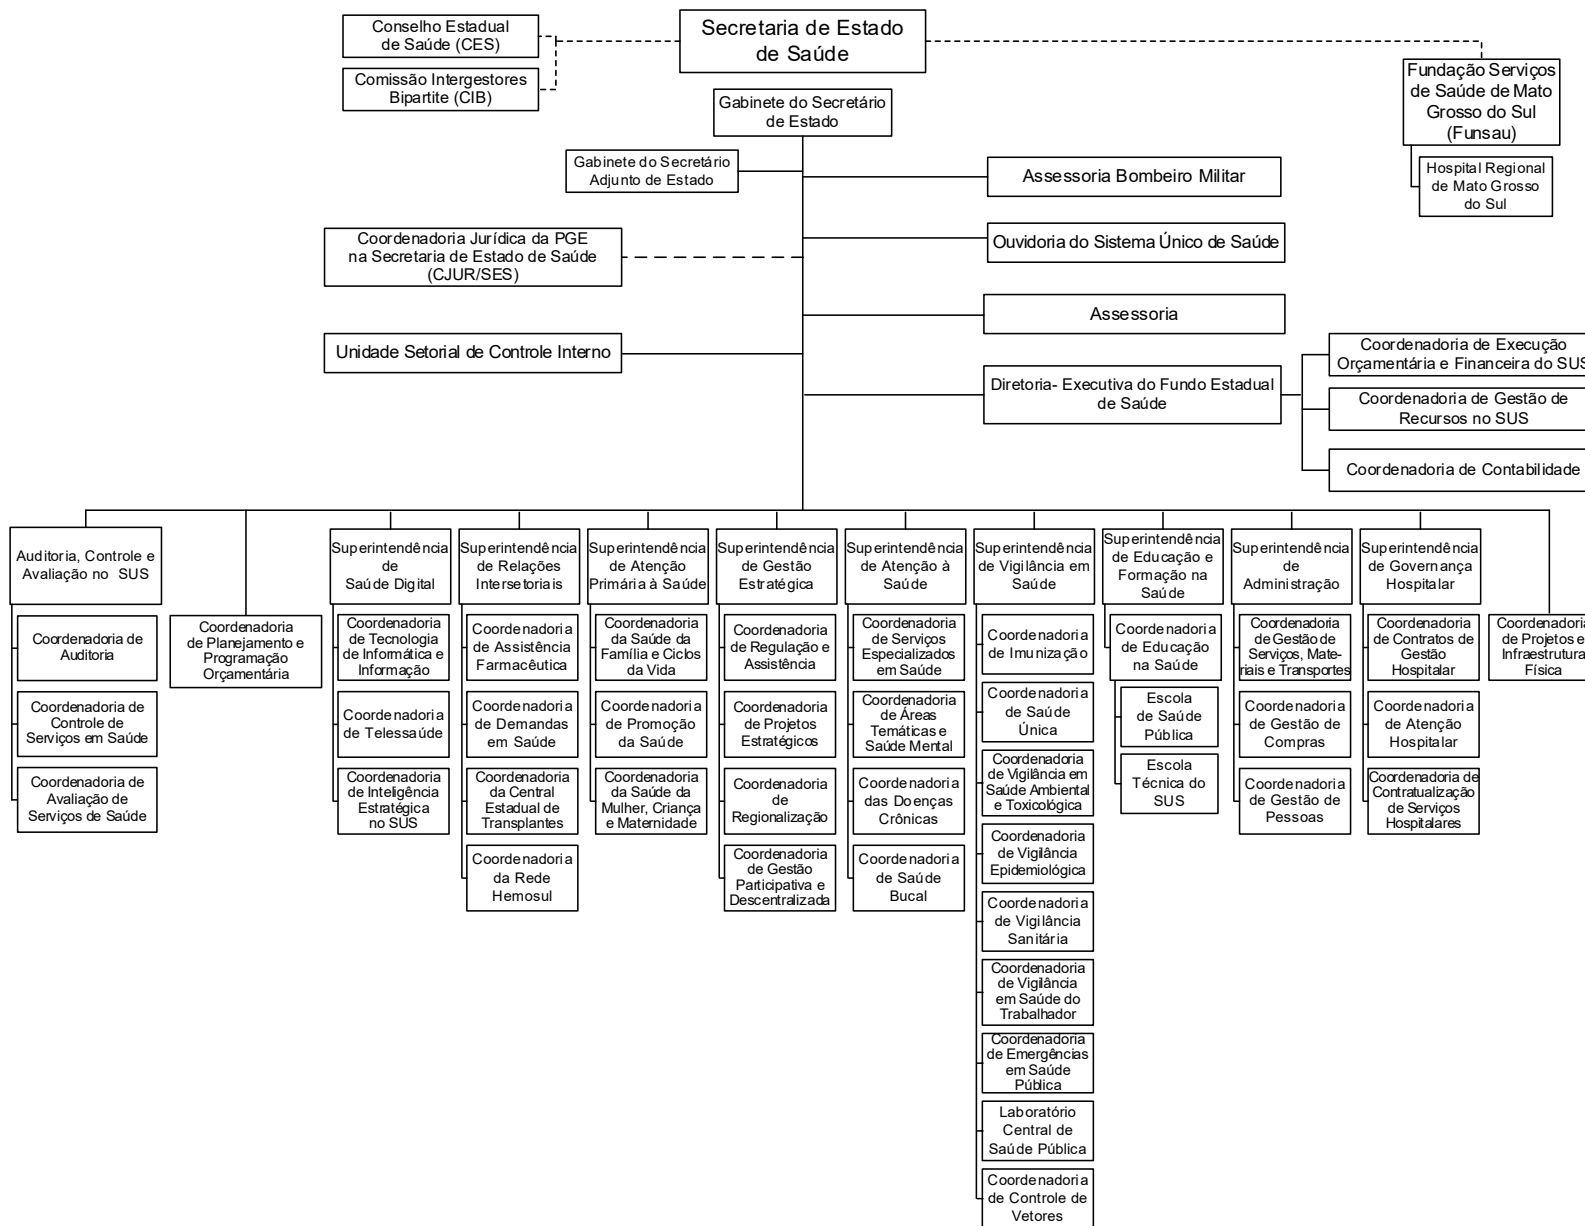 Conselho Estadual
de Saúde (CES)
Secretaria de Estado
de Saúde
Comissão Intergestores
Bipartite (CIB)
Fundação Serviços
de Saúde de Mato
Grosso do Sul
(Funsau)
Hospital Regional
de Mato Grosso
do Sul
Gabinete do Secretário
de Estado
Gabinete do Secretário
Adjunto de Estado
Assessoria Bombeiro Militar
Coordenadoria Jurídica da PGE
na Secretaria de Estado de Saúde
(CJUR/SES)
Ouvidoria do Sistema Único de Saúde
Assessoria
Unidade Setorial de Controle Interno
Diretoria- Executiva do Fundo Estadual
de Saúde
Coordenadoria de Execução
Orçamentária e Financeira do SUS
Coordenadoria de Gestão de
Recursos no SUS
Coordenadoria de Contabilidade
Auditoria, Controle e
Avaliação no SUS
Coordenadoria de
Auditoria
Coordenadoria de
Controle de
Serviços em Saúde
Coordenadoria de
Avaliação de
Serviços de Saúde
Coordenadoria
de Planejamento e
Programação
Orçamentária
Superintendência
de
Saúde Digital
Coordenadoria
de Tecnologia
de Informática e
Informação
Coordenadoria
de Telessaúde
Coordenadoria
de Inteligência
Estratégica
no SUS
Superintendência
de Relações
Intersetoriais
Coordenadoria
de Assistência
Farmacêutica
Coordenadoria
de Demandas
em Saúde
Coordenadoria
da Central
Estadual de
Transplantes
Coordenadoria
da Rede
Hemosul
Superintendência
de Atenção
Primária à Saúde
Coordenadoria
da Saúde da
Família e Ciclos
da Vida
Coordenadoria
de Promoção
da Saúde
Coordenadoria
da Saúde da
Mulher, Criança
e Maternidade
Superintendência
de Gestão
Estratégica
Coordenadoria
de Regulação e
Assistência
Coordenadoria
de Projetos
Estratégicos
Coordenadoria
de
Regionalização
Coordenadoria
de Gestão
Participativa e
Descentralizada
Superintendência
de Atenção à
Saúde
Coordenadoria
de Serviços
Especializados
em Saúde
Coordenadoria
de Áreas
Temáticas e
Saúde Mental
Coordenadoria
das Doenças
Crônicas
Coordenadoria
de Saúde
Bucal
Superintendência
de Vigilância em
Saúde
Coordenadoria
de Imunização
Coordenadoria
de Saúde
Única
Coordenadoria
de Vigilância em
Saúde Ambiental
e Toxicológica
Coordenadoria
de Vigilância
Epidemiológica
Coordenadoria
de Vigilância
Sanitária
Coordenadoria
de Vigilância
em Saúde do
Trabalhador
Coordenadoria
de Emergências
em Saúde
Pública
Laboratório
Central de
Saúde Pública
Coordenadoria
de Controle de
Vetores
Superintendência
de Educação e
Formação na
Saúde
Coordenadoria
de Educação
na Saúde
Escola
de Saúde
Pública
Escola
Técnica do
SUS
Superintendência
de
Administração
Coordenadoria
de Gestão de
Serviços, Mate-
riais e Transportes
Coordenadoria
de Gestão de
Compras
Coordenadoria
de Gestão de
Pessoas
Superintendência
de Governança
Hospitalar
Coordenadoria
de Contratos de
Gestão
Hospitalar
Coordenadoria
de Atenção
Hospitalar
Coordenadoria de
Contratualização
de Serviços
Hospitalares
Coordenadoria
de Projetos e
Infraestrutura
Física